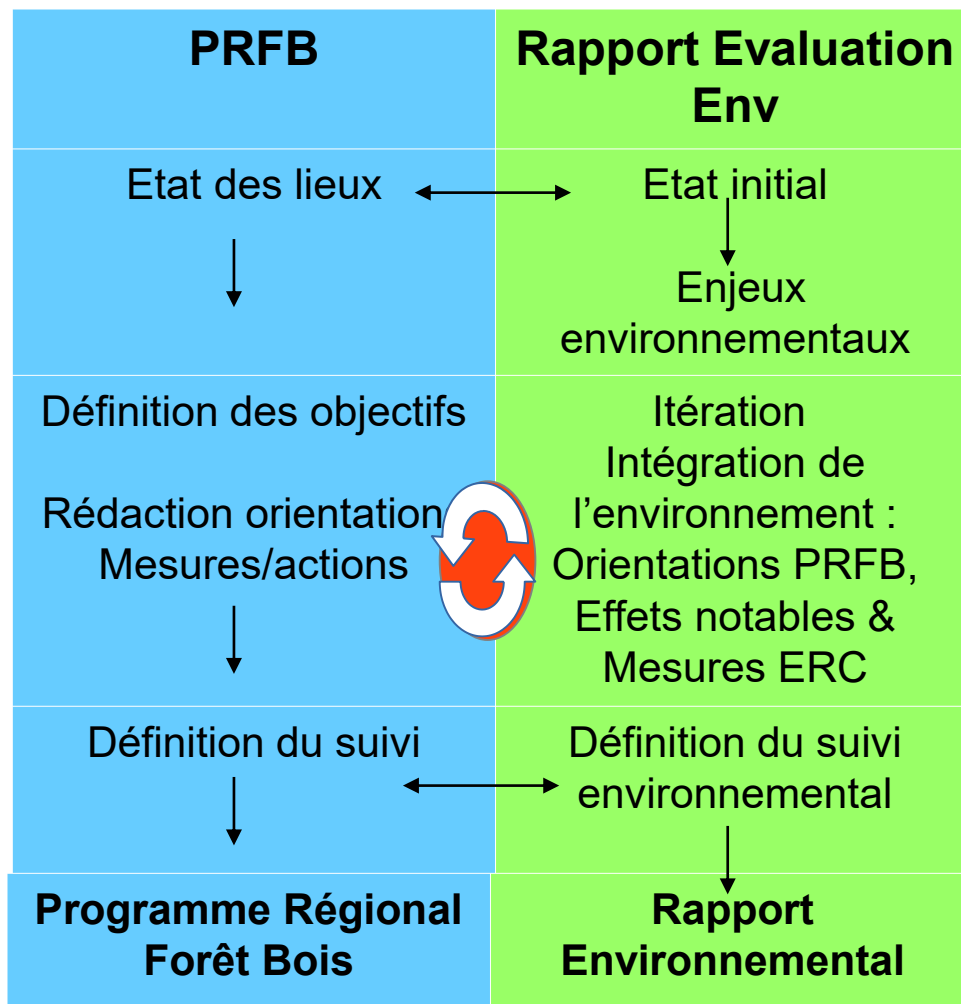 PRFB
Rapport Evaluation
Env
Etat des lieux
Etat initial
Enjeux
environnementaux
Définition des objectifs
Rédaction orientation
Mesures/actions
Itération
Intégration de
l'environnement :
Orientations PRFB,
Effets notables &
Mesures ERC
Définition du suivi
Définition du suivi
environnemental
Programme Régional
Forêt Bois
Rapport
Environnemental